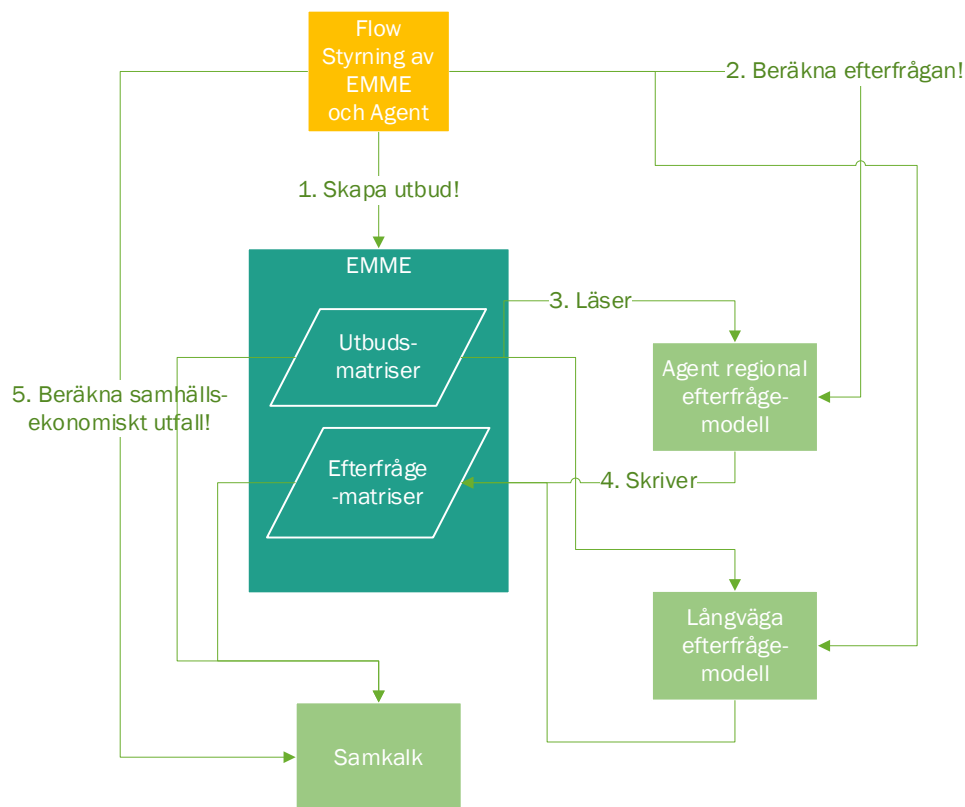 Flow
Styrning av
EMME
och Agent
2. Beräkna efterfrågan!
1. Skapa utbud!
EMME
3. Läser
Utbuds-
matriser
Agent regional
efterfråge-
modell
5. Beräkna samhälls-
ekonomiskt utfall!
Efterfråge
-matriser
4. Skriver
Långväga
efterfråge-
modell
Samkalk